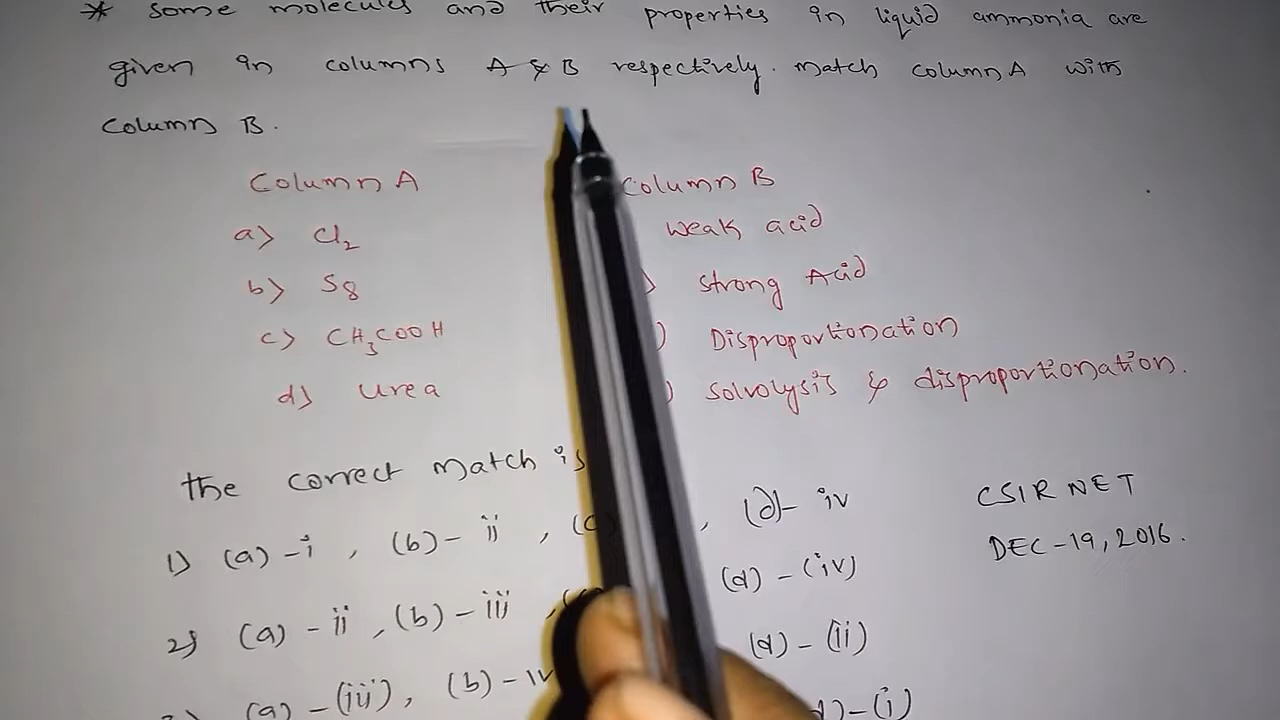 * some molecules and their properties in liquid ammonia are
given in columns A & B respectively. match column A with
column B.
Column A column B
a) Cl2 weak acid
b) S8 ) strong Acid
c) CH3COOH ) Disproportionation
d) urea ) solvolysis & disproportionation.
the correct match is
1) (a) - i , (b) - ii , (c) , (d) - iv
2) (a) - ii , (b) - iii , (d) - (iv)
(d) - (ii)
(a) - (iii), (b) - iv
) - (i)
CSIR NET
DEC-19, 2016.